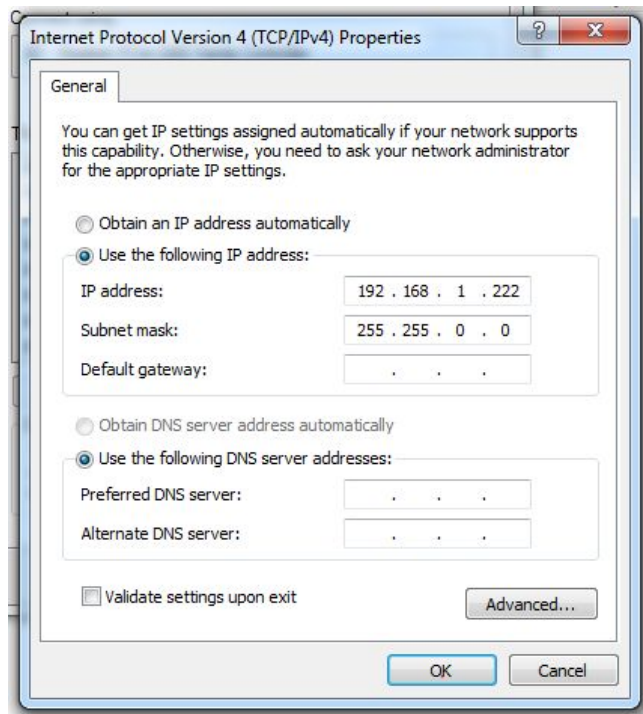 Internet Protocol Version 4 (TCP/IPv4) Properties
?
General
You can get IP settings assigned automatically if your network supports
this capability. Otherwise, you need to ask your network administrator
for the appropriate IP settings.
Obtain an IP address automatically
Use the following IP address:
IP address: 192 . 168 . 1 . 222
Subnet mask: 255 . 255 . 0 . 0
Default gateway: . . .
Obtain DNS server address automatically
Use the following DNS server addresses:
Preferred DNS server: . . .
Alternate DNS server: . . .
Validate settings upon exit
Advanced...
OK Cancel